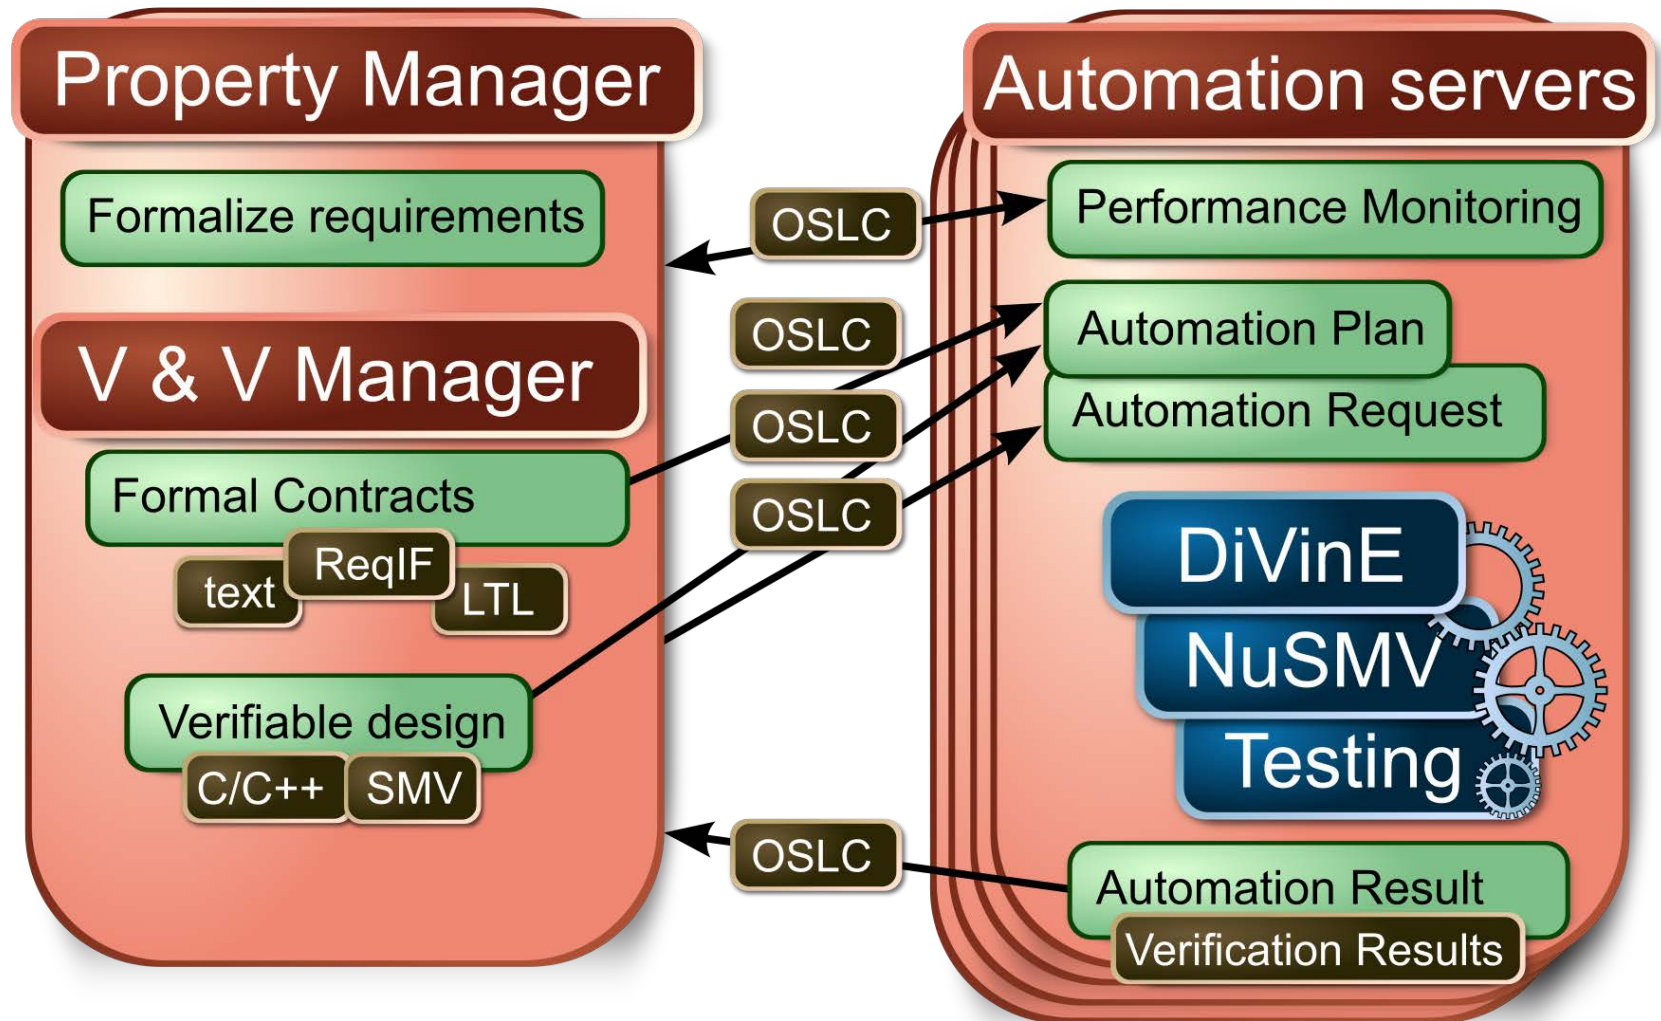 Property Manager
Formalize requirements
V & V Manager
Formal Contracts
text
ReqIF
LTL
Verifiable design
C/C++
SMV
OSLC
OSLC
OSLC
OSLC
OSLC
Automation servers
Performance Monitoring
Automation Plan
Automation Request
DiVinE
NuSMV
Testing
Automation Result
Verification Results